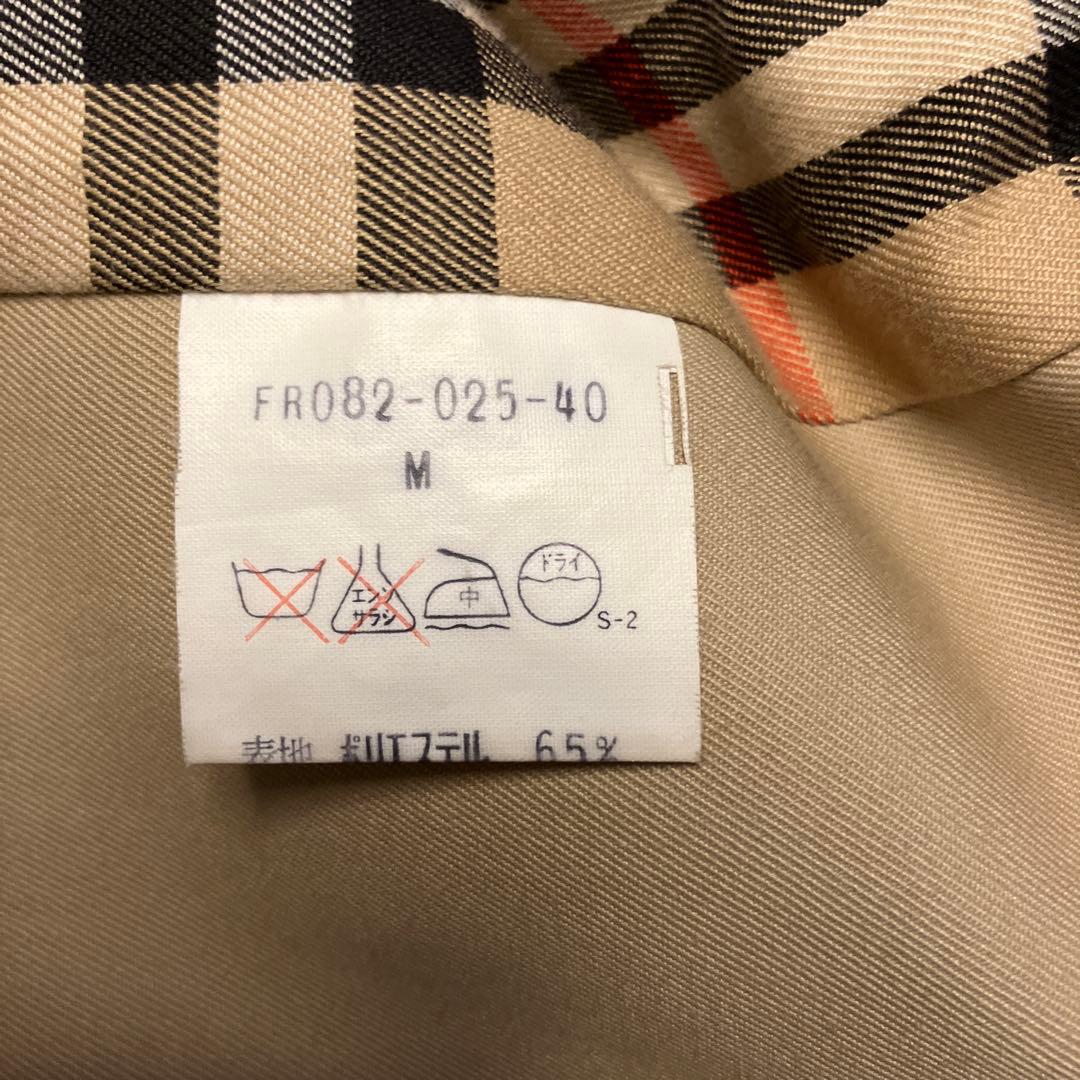 FR082-025-40
M
エンソ
サラシ
中
ドライ
S-2
表地 ポリエステル 65%